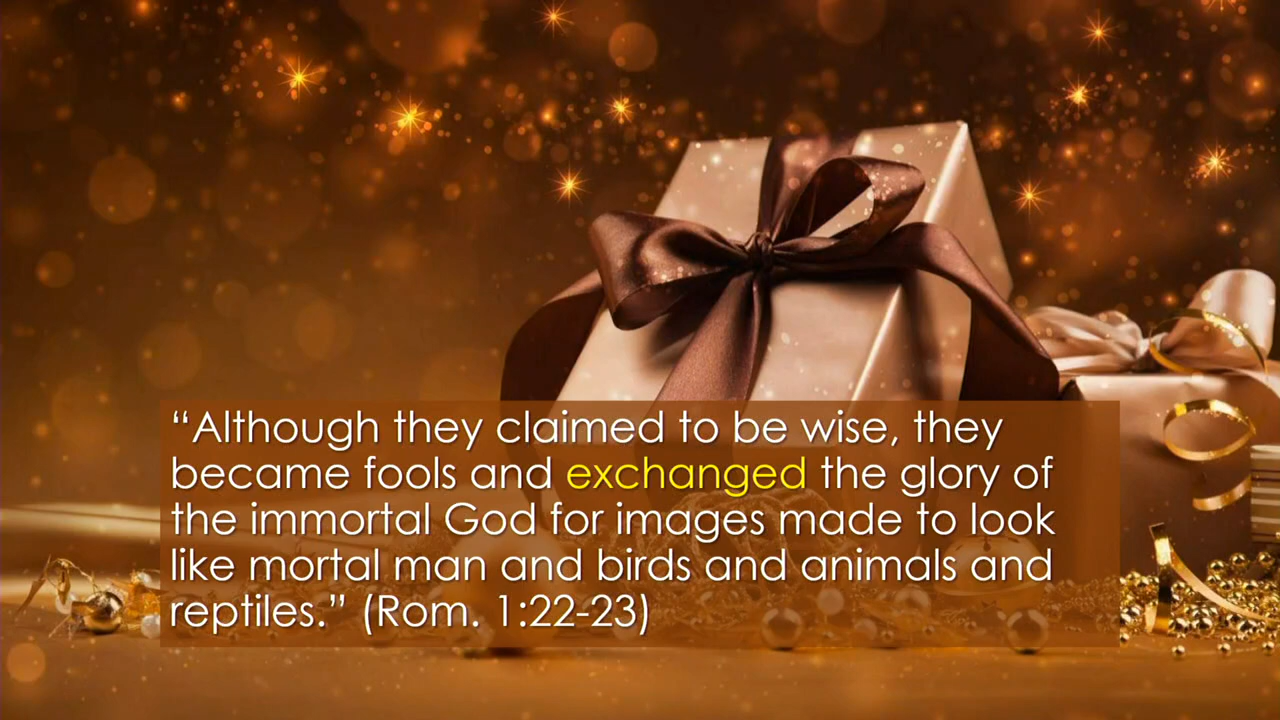 “Although they claimed to be wise, they
became fools and exchanged the glory of
the immortal God for images made to look
like mortal man and birds and animals and
reptiles.” (Rom. 1:22-23)